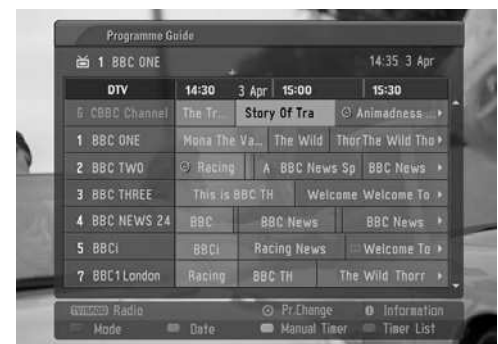 Programme Guide
1 BBC ONE 14:35 3 Apr
DTV 14:30 3 Apr 15:00 15:30
6 CBBC Channel The Tr... Story Of Tra Animadness ...
1 BBC ONE Mona The Va... The Wild ThorThe Wild Tho
2 BBC TWO Racing A BBC News Sp BBC News
3 BBC THREE This is BBC TH Welcome Welcome To
4 BBC NEWS 24 BBC BBC News BBC News
5 BBCi BBCi Racing News Welcome To
7 BBC1 London Racing BBC TH The Wild Thorr
TV/RAD Radio Pr.Change Information
Mode Date Manual Timer Timer List